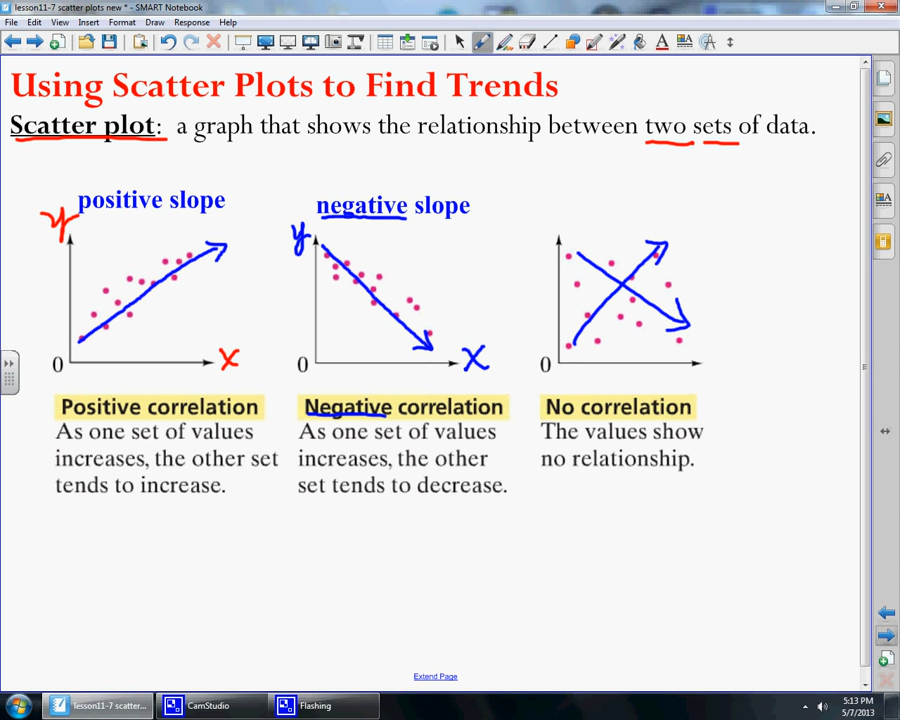 lesson11-7 scatter plots new * - SMART Notebook
File Edit View Insert Format Draw Response Help
Using Scatter Plots to Find Trends
Scatter plot: a graph that shows the relationship between two sets of data.
positive slope
negative slope
y
y
0
x
0
x
0
Positive correlation
As one set of values
increases, the other set
tends to increase.
Negative correlation
As one set of values
increases, the other
set tends to decrease.
No correlation
The values show
no relationship.
Extend Page
lesson11-7 scatter... CamStudio Flashing
5:13 PM
5/7/2013